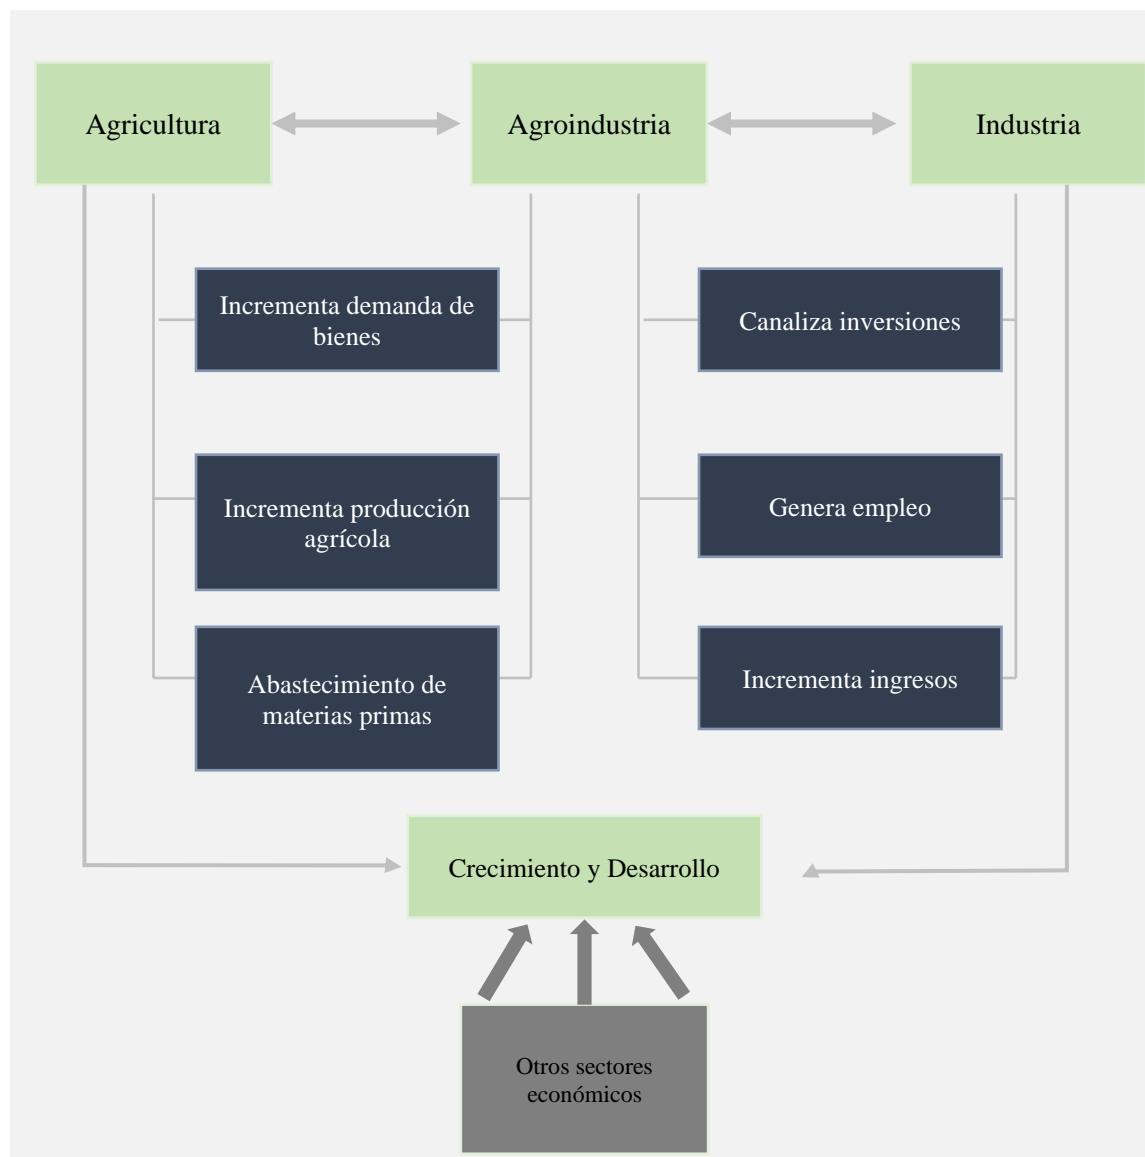 Agricultura
Agroindustria
Industria
Incrementa demanda de
bienes
Canaliza inversiones
Incrementa producción
agrícola
Genera empleo
Abastecimiento de
materias primas
Incrementa ingresos
Crecimiento y Desarrollo
Otros sectores
económicos